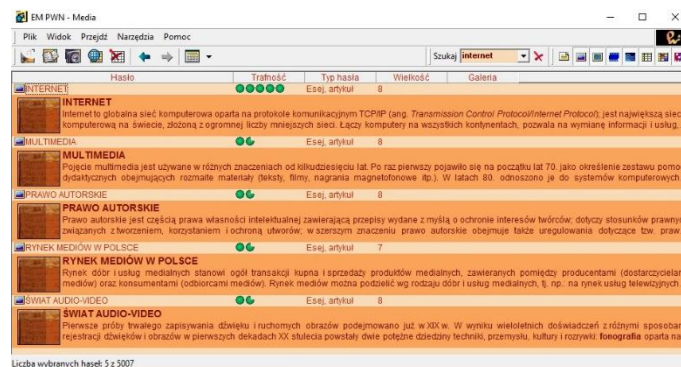 EM PWN - Media
Plik Widok Przejdź Narzędzia Pomoc
Szukaj internet
Hasło Trafność Typ hasła Wielkość Galeria
INTERNET Esej, artykuł 8
INTERNET
Internet to globalna sieć komputerowa oparta na protokole komunikacyjnym TCP/IP (ang. Transmission Control Protocol/Internet Protocol); jest największą siec
komputerową na świecie, złożoną z ogromnej liczby mniejszych sieci. Łączy komputery na wszystkich kontynentach, pozwala na wymianę informacji i usług,
MULTIMEDIA Esej, artykuł 8
MULTIMEDIA
Pojęcie multimedia jest używane w różnych znaczeniach od kilkudziesięciu lat. Po raz pierwszy pojawiło się na początku lat 70. jako określenie zestawu pomo
dydaktycznych obejmujących rozmaite materiały (teksty, filmy, nagrania magnetofonowe itp.). W latach 80. odnoszono je do systemów komputerowych
PRAWO AUTORSKIE Esej, artykuł 8
PRAWO AUTORSKIE
Prawo autorskie jest częścią prawa własności intelektualnej zawierającą przepisy wydane z myślą o ochronie interesów twórców; dotyczy stosunków prawny
związanych z tworzeniem, korzystaniem i ochroną utworów; w szerszym znaczeniu prawo autorskie obejmuje także uregulowania dotyczące tzw. praw
RYNEK MEDIÓW W POLSCE Esej, artykuł 7
RYNEK MEDIÓW W POLSCE
Rynek dóbr i usług medialnych stanowi ogół transakcji kupna i sprzedaży produktów medialnych, zawieranych pomiędzy producentami (dostarczycielar
mediów) oraz konsumentami (odbiorcami mediów). Rynek mediów można podzielić wg rodzaju dóbr i usług medialnych, tj. np.: na rynek usług telewizyjnych
ŚWIAT AUDIO-VIDEO Esej, artykuł 8
ŚWIAT AUDIO-VIDEO
Pierwsze próby trwałego zapisywania dźwięku i ruchomych obrazów podejmowano już w XIX w. W wyniku wieloletnich doświadczeń z różnymi sposobar
rejestracji dźwięków i obrazów w pierwszych dekadach XX stulecia powstały dwie potężne dziedziny techniki, przemysłu, kultury i rozrywki: fonografia oparta na
Liczba wybranych haseł: 5 z 5007